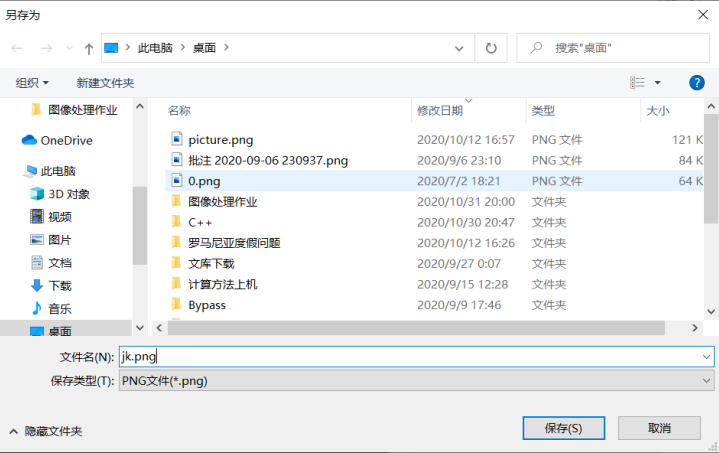 另存为
此电脑 桌面
搜索"桌面"
组织 新建文件夹
名称 修改日期 类型 大小
图像处理作业
OneDrive
此电脑
3D 对象
视频
图片
文档
下载
音乐
桌面
picture.png 2020/10/12 16:57 PNG 文件 121 K
批注 2020-09-06 230937.png 2020/9/6 23:10 PNG 文件 84 K
0.png 2020/7/2 18:21 PNG 文件 64 K
图像处理作业 2020/10/31 20:00 文件夹
C++ 2020/10/30 20:47 文件夹
罗马尼亚度假问题 2020/10/12 16:26 文件夹
文库下载 2020/9/27 0:07 文件夹
计算方法上机 2020/9/15 12:28 文件夹
Bypass 2020/9/9 17:46 文件夹
文件名(N): jk.png
保存类型(T): PNG文件(*.png)
隐藏文件夹 保存(S) 取消